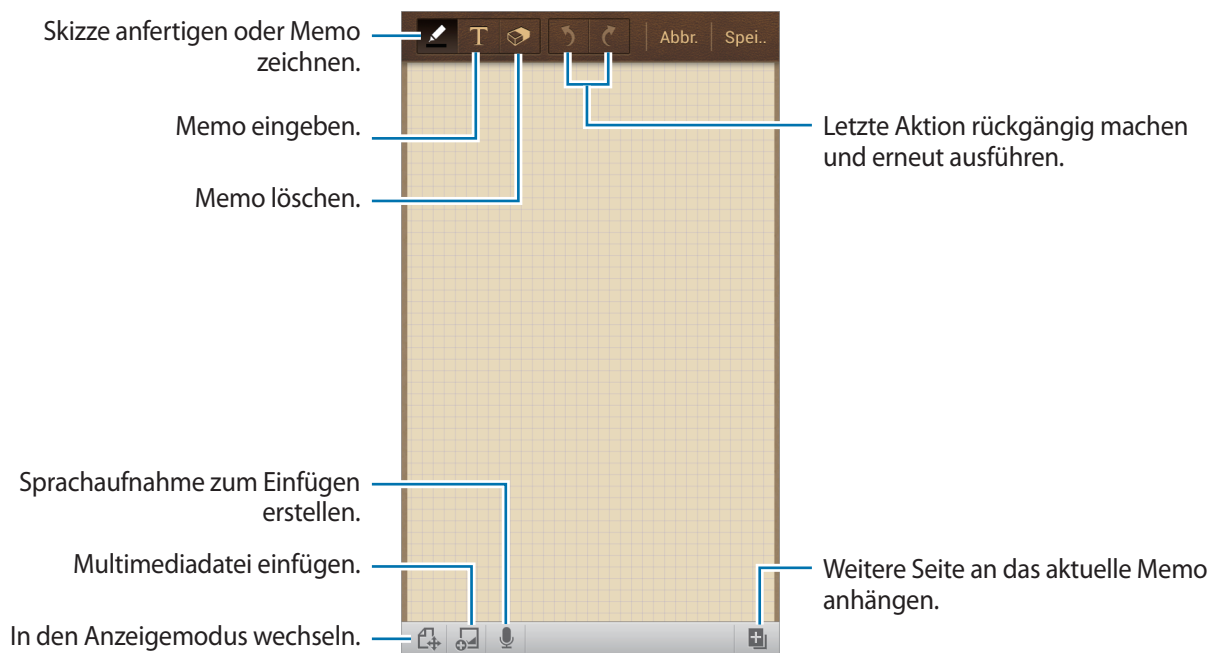 Skizze anfertigen oder Memo
zeichnen.
T
Abbr.
Spei..
Memo eingeben.
Letzte Aktion rückgängig machen
und erneut ausführen.
Memo löschen.
Sprachaufnahme zum Einfügen
erstellen.
Multimediadatei einfügen.
Weitere Seite an das aktuelle Memo
anhängen.
In den Anzeigemodus wechseln.